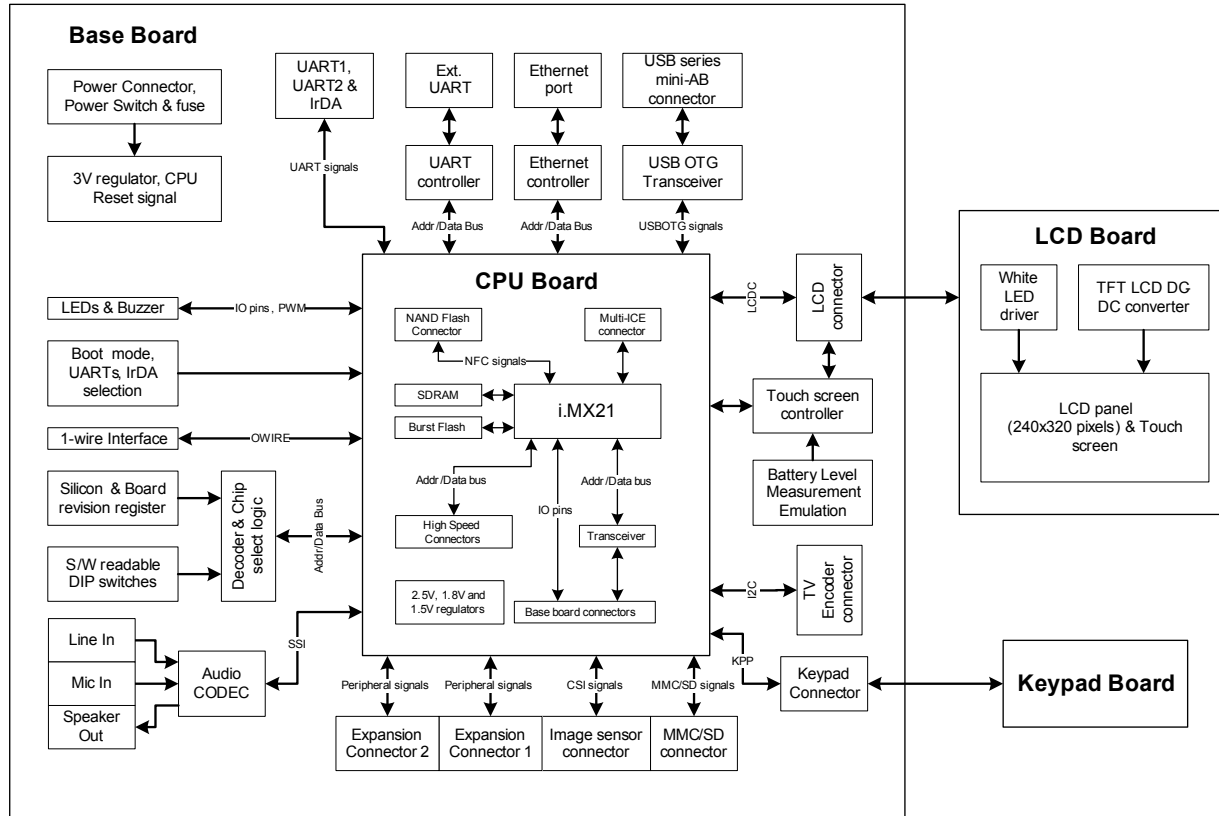 Base Board
Power Connector,
Power Switch & fuse
3V regulator, CPU
Reset signal
UART1,
UART2 &
IrDA
UART signals
Ext.
UART
UART
controller
Addr/Data Bus
Ethernet
port
Ethernet
controller
Addr/Data Bus
USB series
mini-AB
connector
USB OTG
Transceiver
USBOTG signals
LEDs & Buzzer
IO pins, PWM
Boot mode,
UARTs, IrDA
selection
1-wire Interface
OWIRE
Silicon & Board
revision register
S/W readable
DIP switches
Decoder & Chip
select logic
Addr/Data Bus
Line In
Mic In
Speaker
Out
Audio
CODEC
SSI
CPU Board
NAND Flash
Connector
Multi-ICE
connector
NFC signals
SDRAM
Burst Flash
i.MX21
Addr/Data bus
IO pins
Addr/Data bus
High Speed
Connectors
Transceiver
2.5V, 1.8V and
1.5V regulators
Base board connectors
Peripheral signals
Peripheral signals
CSI signals
MMC/SD signals
Expansion
Connector 2
Expansion
Connector 1
Image sensor
connector
MMC/SD
connector
LCDC
LCD
connector
Touch screen
controller
Battery Level
Measurement
Emulation
I2C
TV
Encoder
connector
KPP
Keypad
Connector
LCD Board
White
LED
driver
TFT LCD DG
DC converter
LCD panel
(240x320 pixels) & Touch
screen
Keypad Board